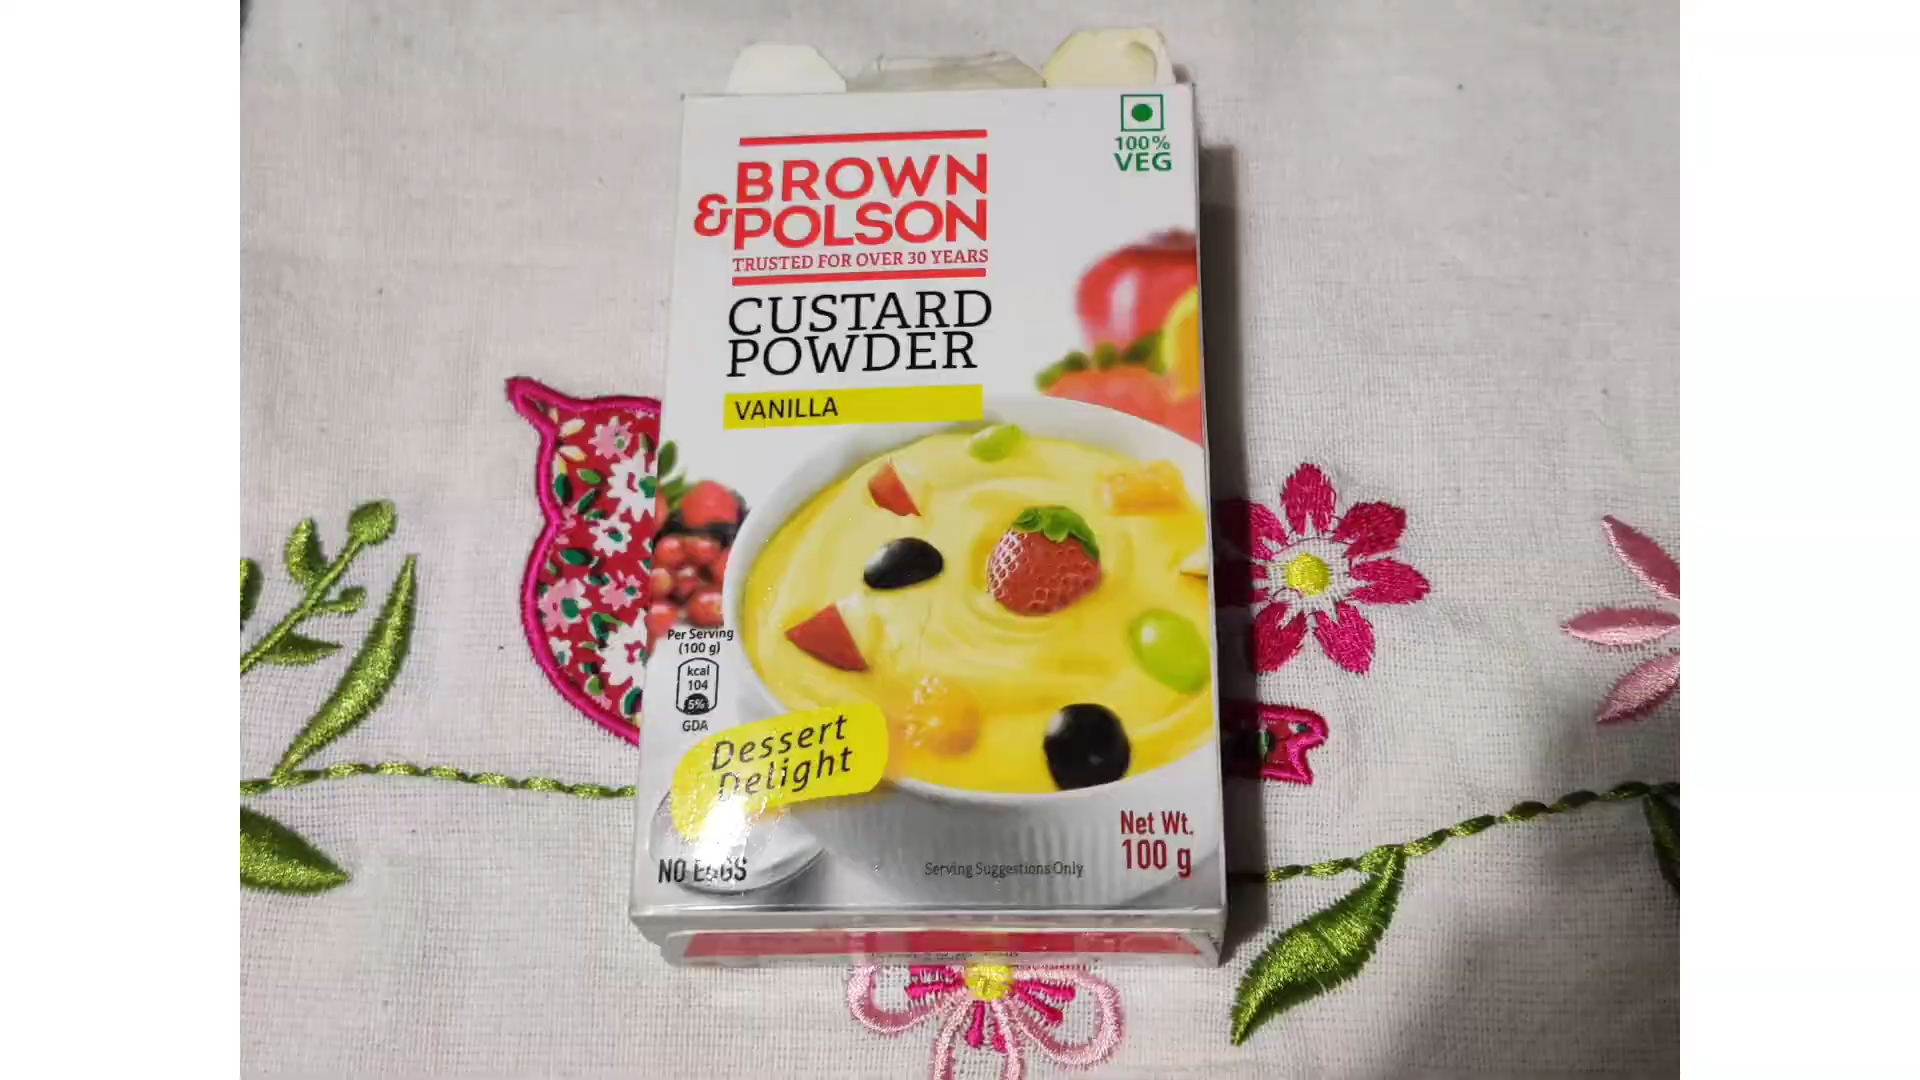 100%
VEG
BROWN
& POLSON
TRUSTED FOR OVER 30 YEARS
CUSTARD
POWDER
VANILLA
Per Serving
(100 g)
kcal
104
5%
GDA
Dessert
Delight
NO EGGS
Serving Suggestions Only
Net Wt.
100 g